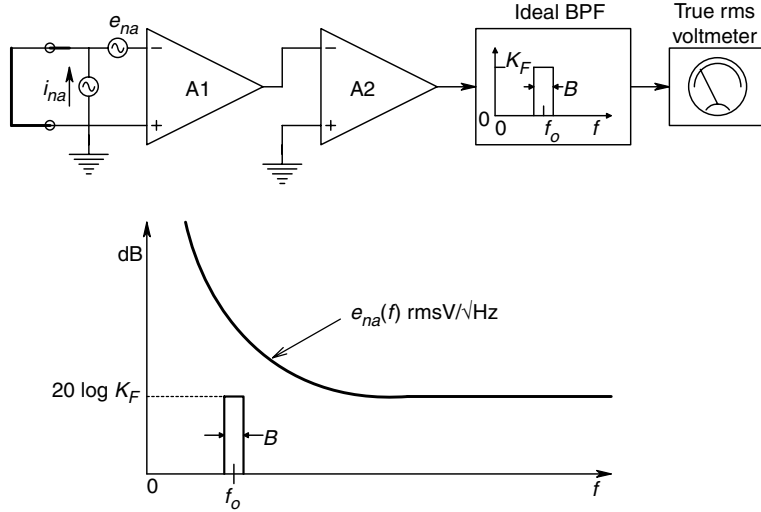 Ideal BPF
True rms
voltmeter
e_na
i_na
−
+
A1
−
+
A2
K_F
B
0
0
f_o
f
dB
e_na(f) rmsV/√Hz
20 log K_F
B
0
f_o
f